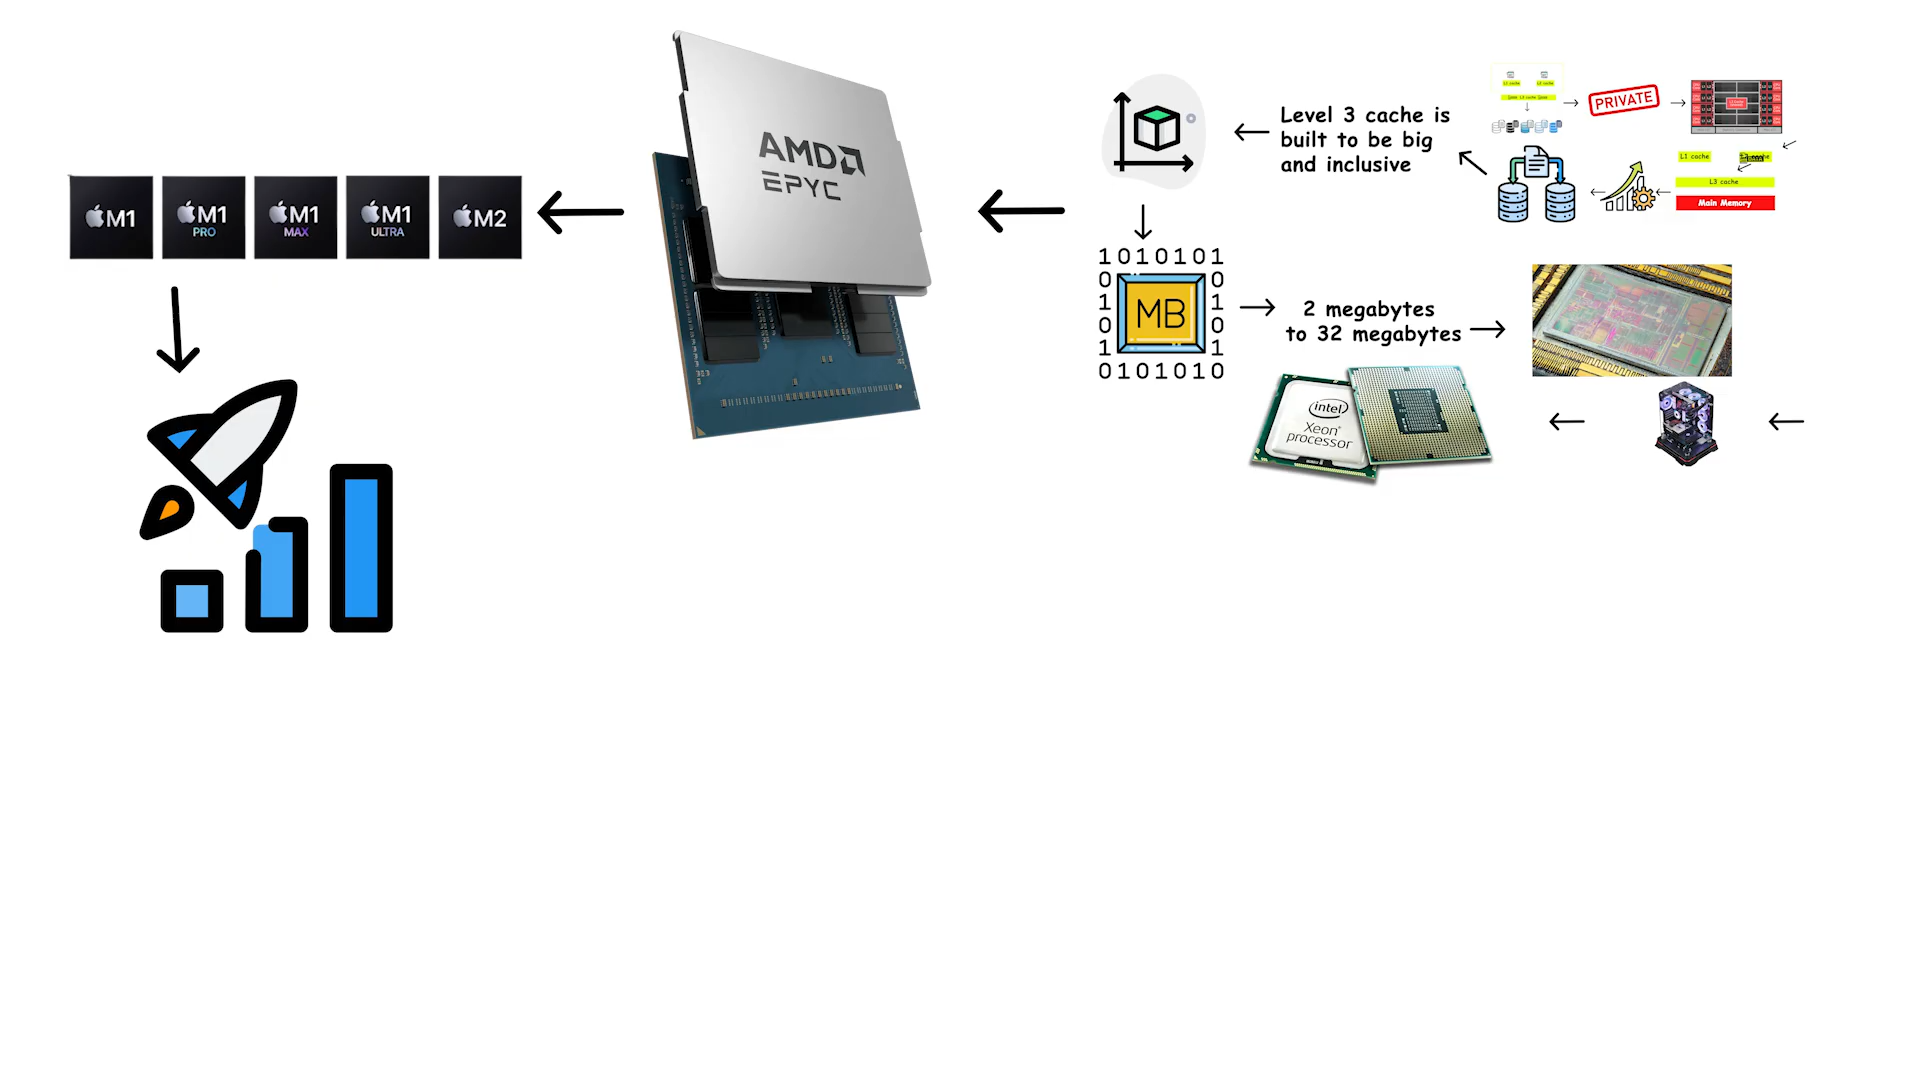 M1
M1
PRO
M1
MAX
M1
ULTRA
M2
AMD
EPYC
Level 3 cache is
built to be big
and inclusive
PRIVATE
L1 cache
L3 cache
Main Memory
1010101
0 0
1 1
0 MB 0
1 1
0101010
2 megabytes
to 32 megabytes
intel
Xeon
processor